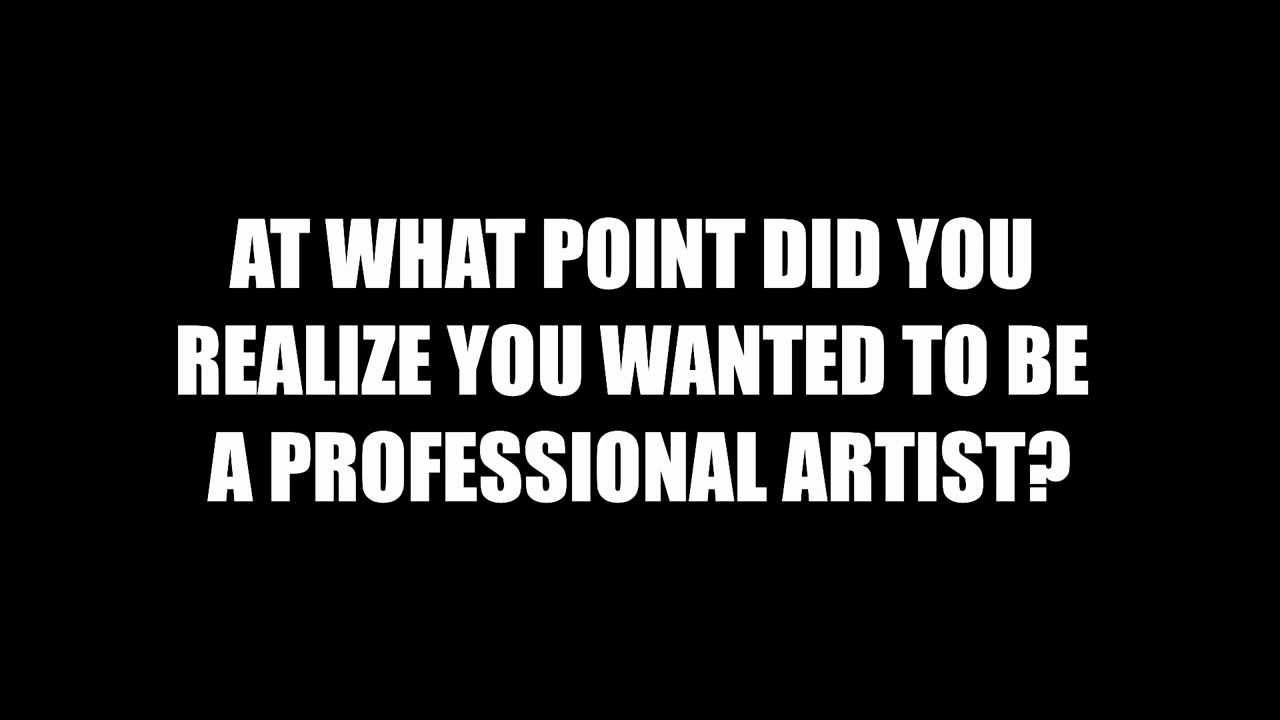 AT WHAT POINT DID YOU
REALIZE YOU WANTED TO BE
A PROFESSIONAL ARTIST?